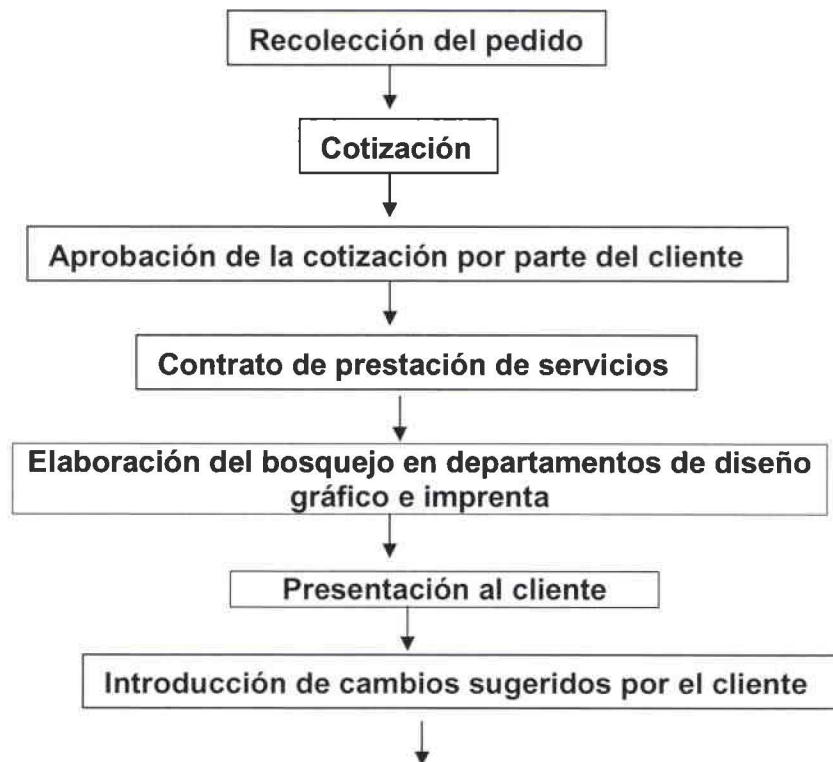 Recolección del pedido
Cotización
Aprobación de la cotización por parte del cliente
Contrato de prestación de servicios
Elaboración del bosquejo en departamentos de diseño
gráfico e imprenta
Presentación al cliente
Introducción de cambios sugeridos por el cliente